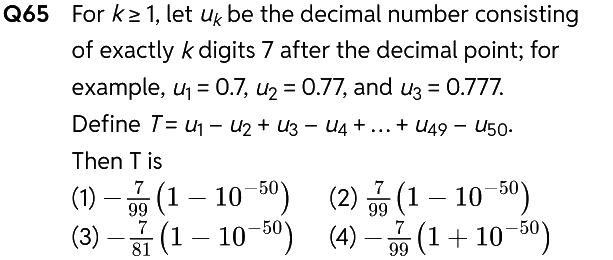 Q65 For k ≥ 1, let u_k be the decimal number consisting
of exactly k digits 7 after the decimal point; for
example, u₁ = 0.7, u₂ = 0.77, and u₃ = 0.777.
Define T = u₁ − u₂ + u₃ − u₄ + ... + u₄₉ − u₅₀.
Then T is
(1) −7/99 (1 − 10⁻⁵⁰) (2) 7/99 (1 − 10⁻⁵⁰)
(3) −7/81 (1 − 10⁻⁵⁰) (4) −7/99 (1 + 10⁻⁵⁰)